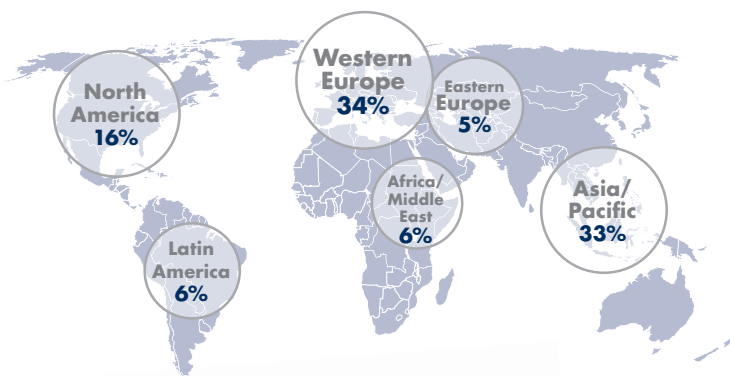 North
America
16%
Western
Europe
34%
Eastern
Europe
5%
Africa/
Middle
East
6%
Asia/
Pacific
33%
Latin
America
6%